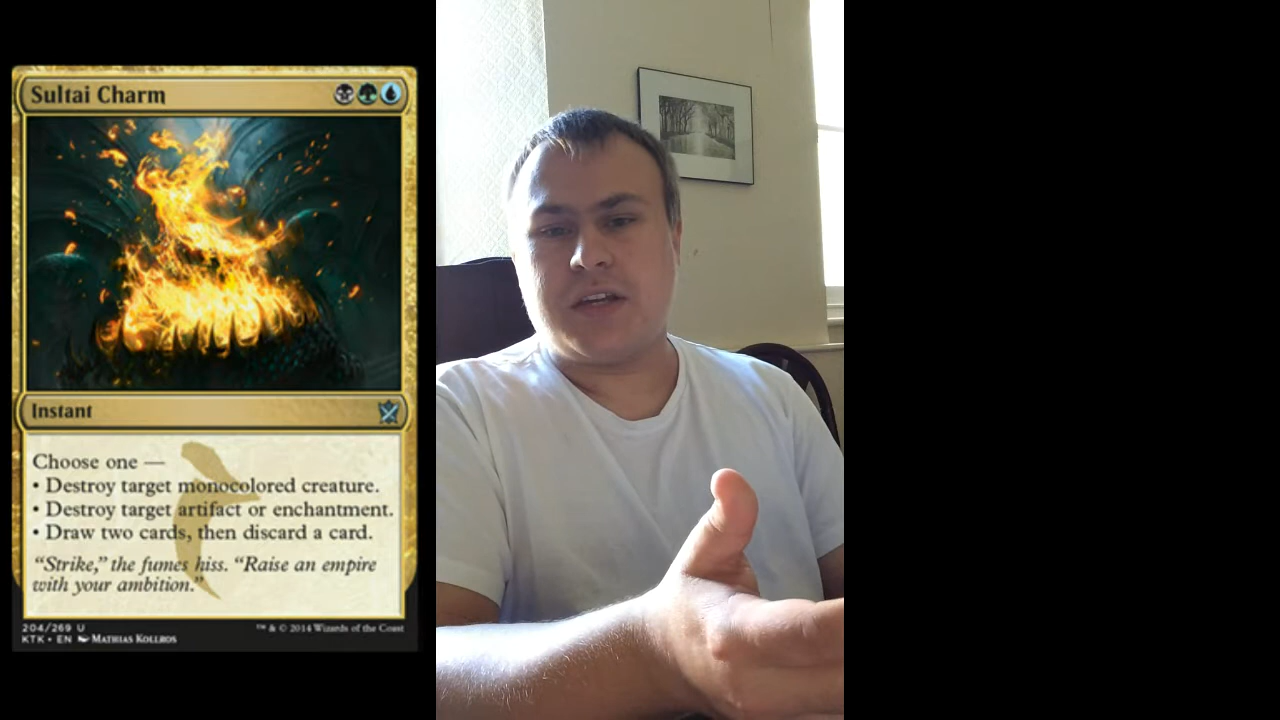 Sultai Charm
Instant
Choose one —
• Destroy target monocolored creature.
• Destroy target artifact or enchantment.
• Draw two cards, then discard a card.
“Strike,” the fumes hiss. “Raise an empire
with your ambition.”
204/269 U
™ & © 2014 Wizards of the Coast
KTK • EN Mathias Kollros